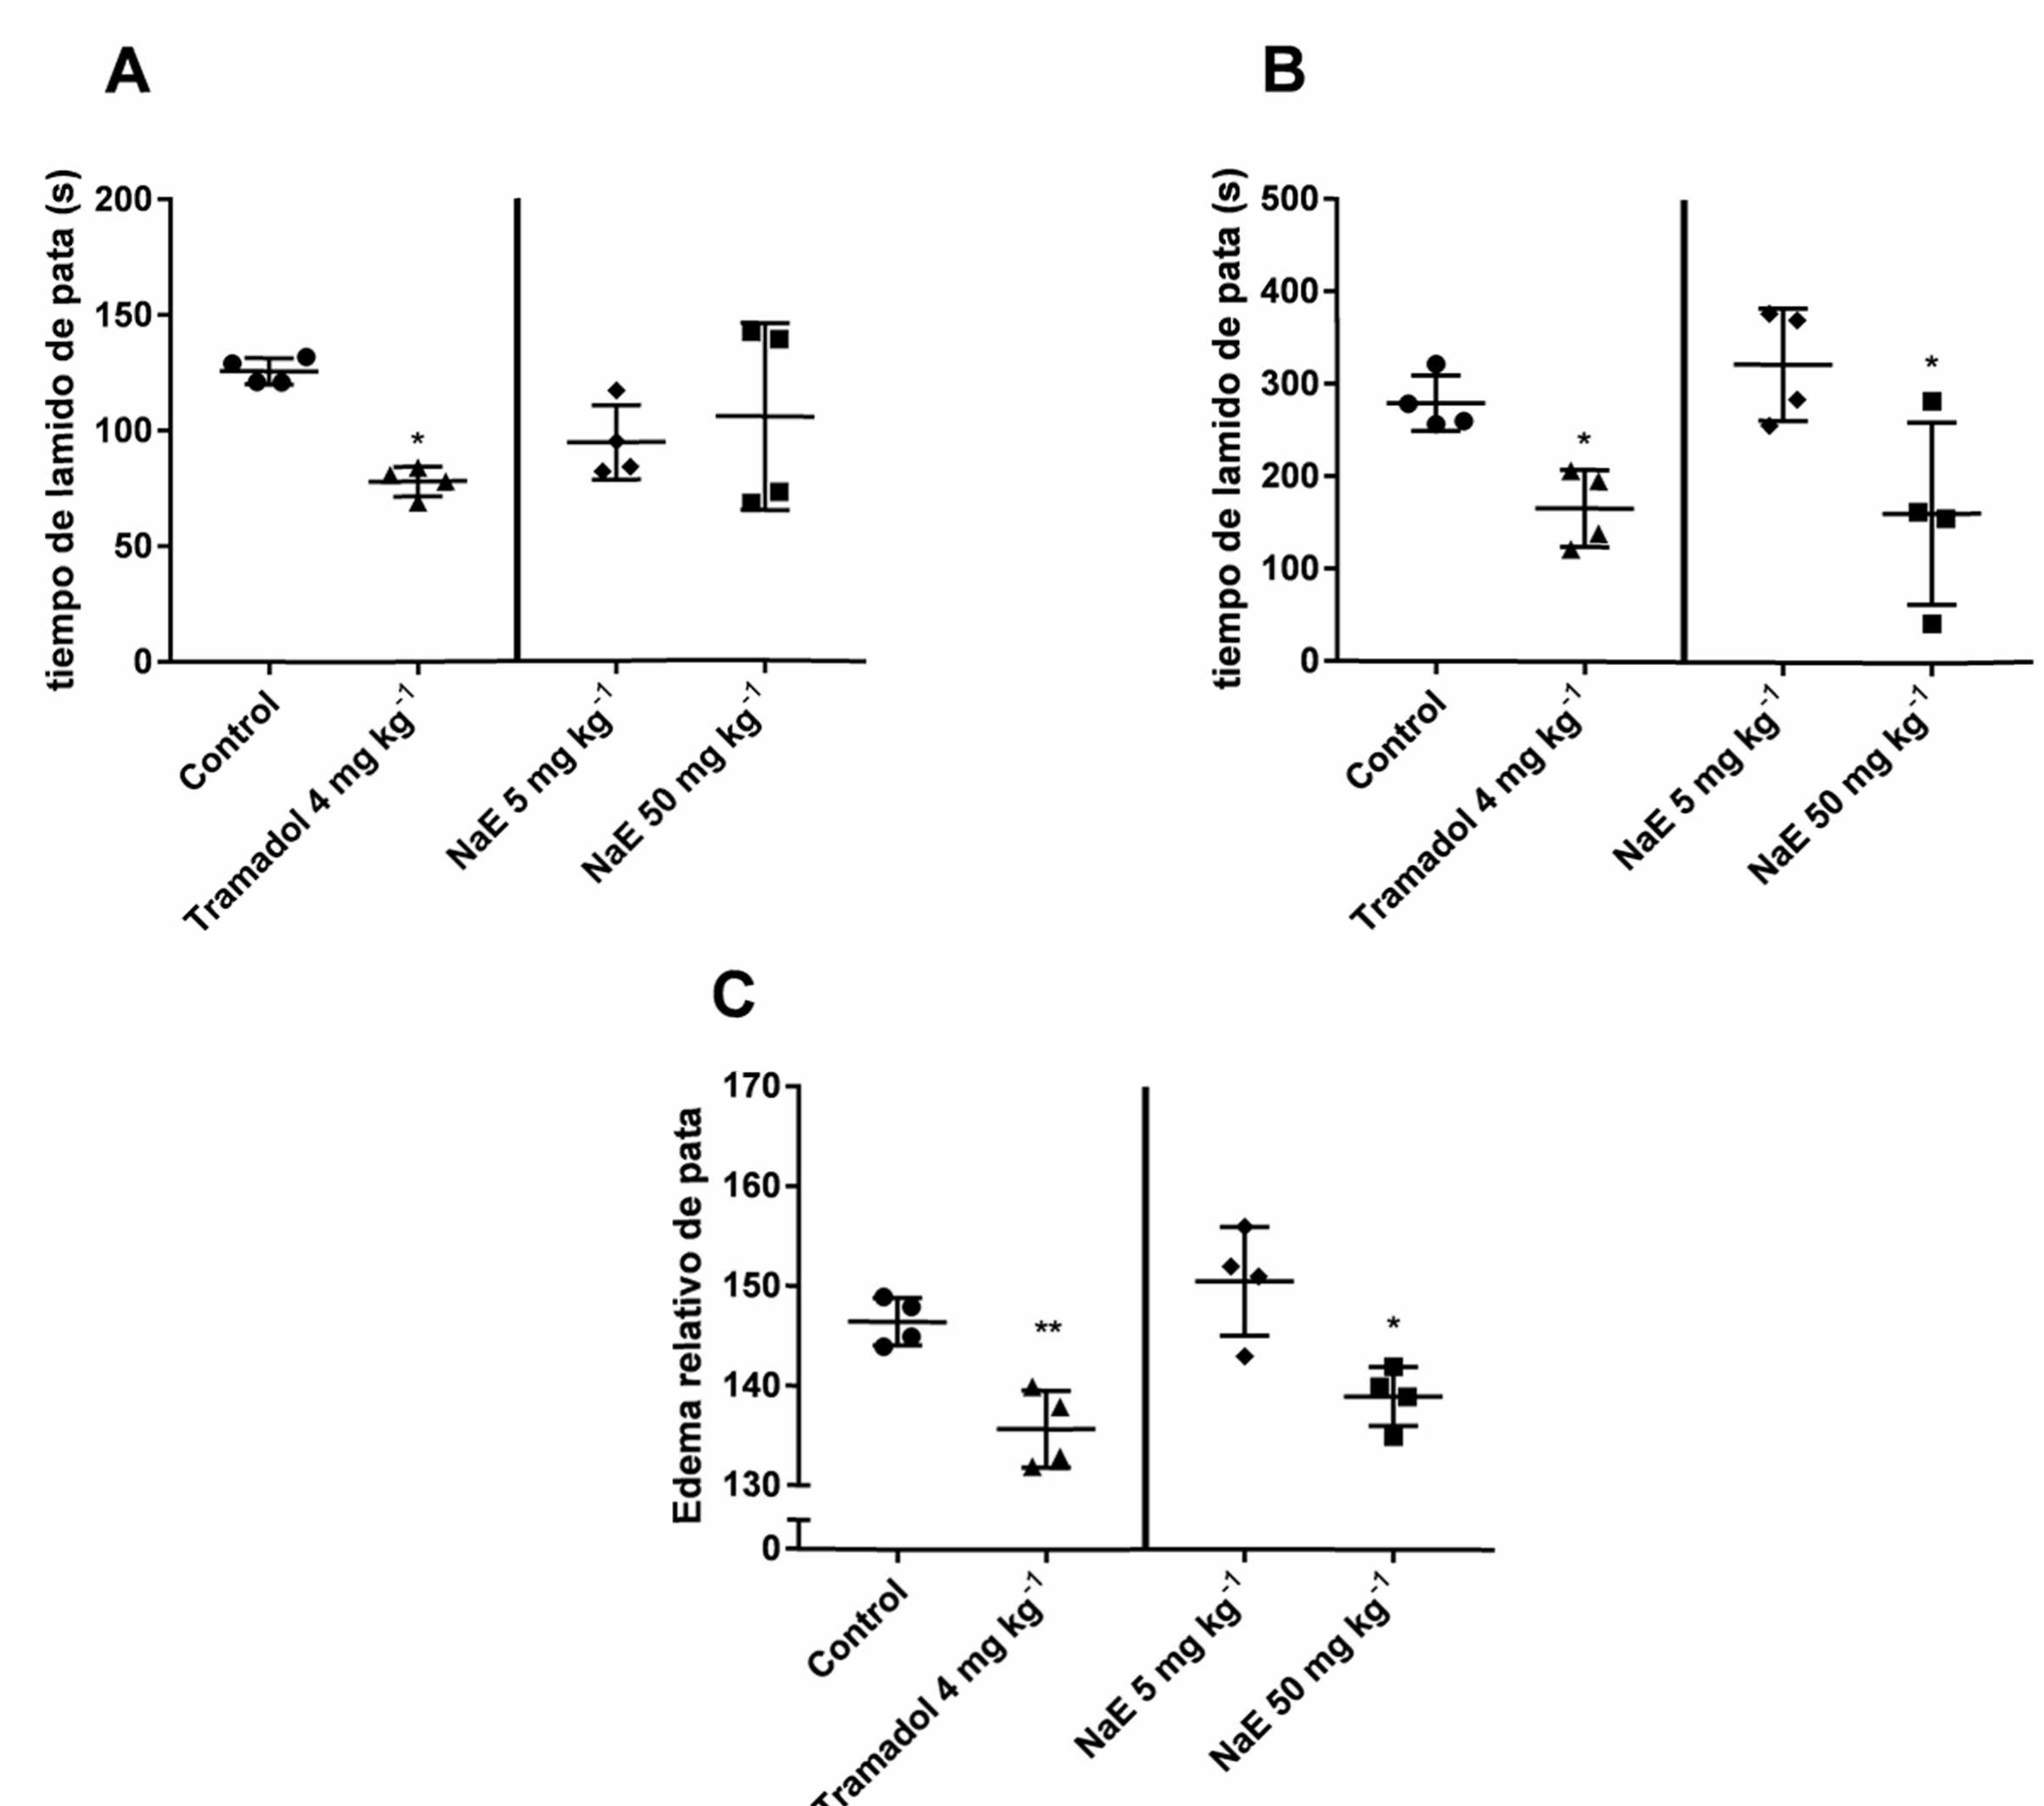 A
tiempo de lamido de pata (s)
200
150
100
50
0
*
Control
Tramadol 4 mg kg⁻¹
NaE 5 mg kg⁻¹
NaE 50 mg kg⁻¹
B
tiempo de lamido de pata (s)
500
400
300
200
100
0
*
*
Control
Tramadol 4 mg kg⁻¹
NaE 5 mg kg⁻¹
NaE 50 mg kg⁻¹
C
Edema relativo de pata
170
160
150
140
130
0
**
*
Control
Tramadol 4 mg kg⁻¹
NaE 5 mg kg⁻¹
NaE 50 mg kg⁻¹